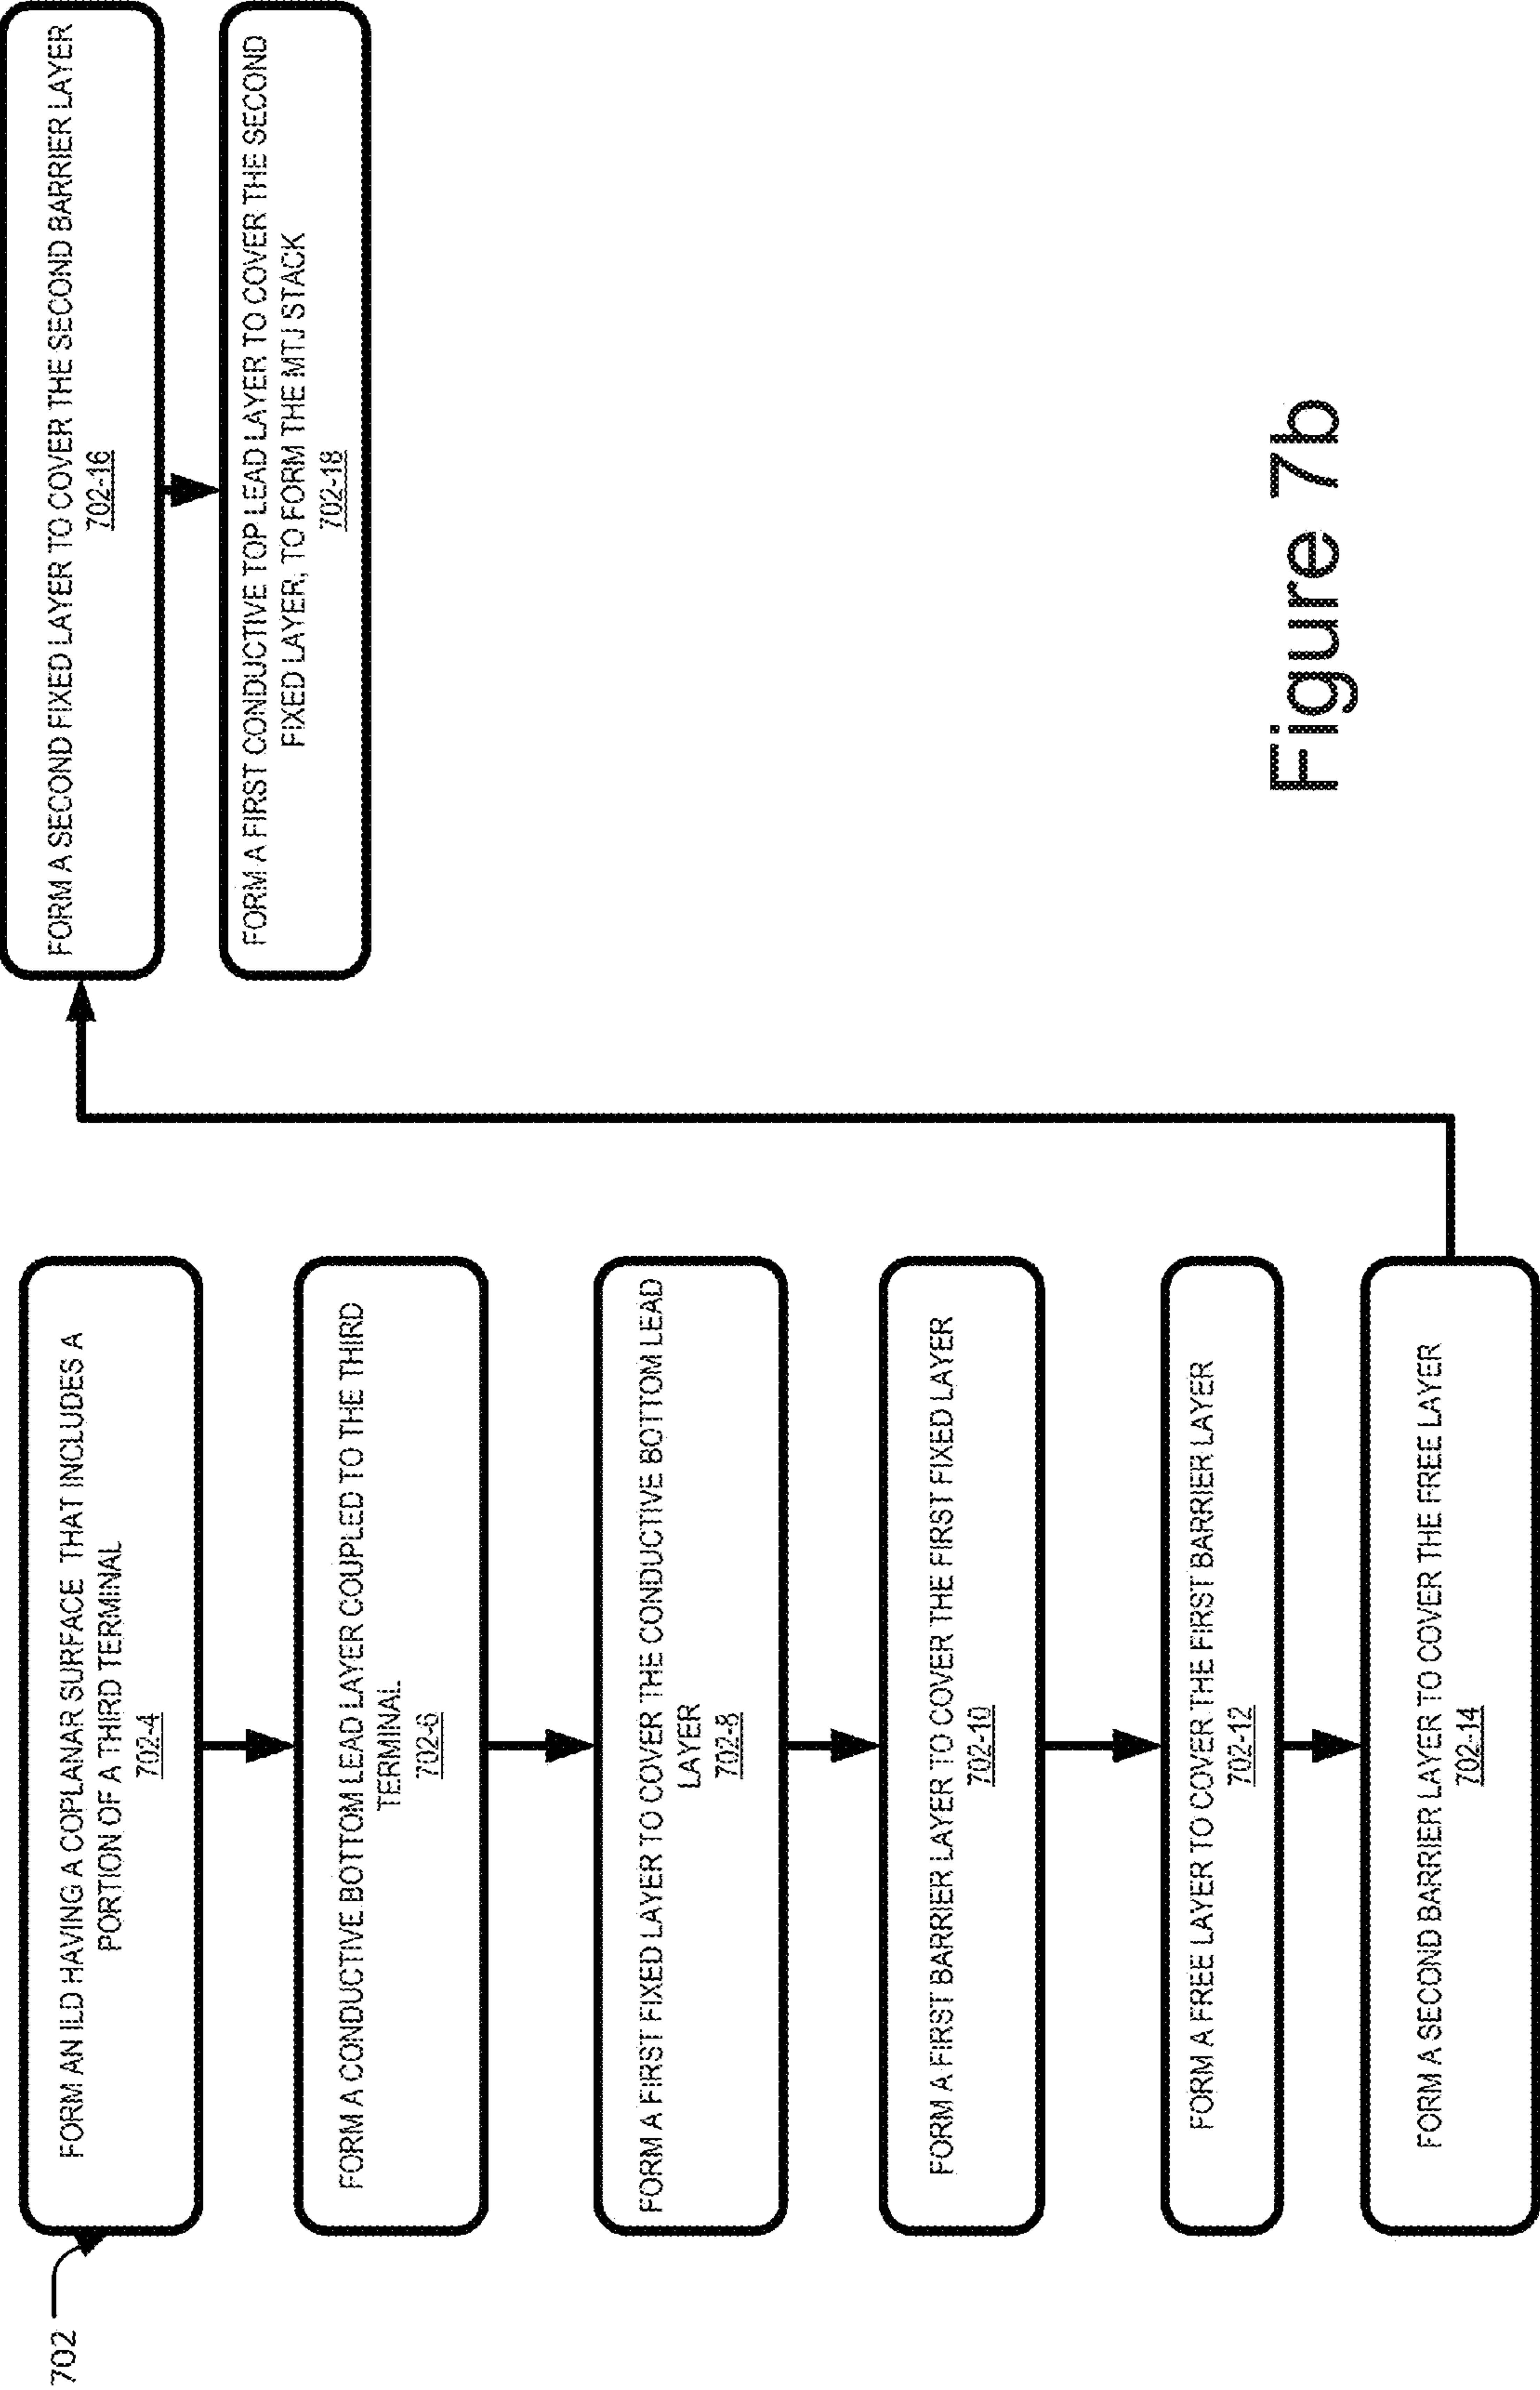 702
FORM AN ILD HAVING A COPLANAR SURFACE THAT INCLUDES A
PORTION OF A THIRD TERMINAL
702-4
FORM A CONDUCTIVE BOTTOM LEAD LAYER COUPLED TO THE THIRD
TERMINAL
702-6
FORM A FIRST FIXED LAYER TO COVER THE CONDUCTIVE BOTTOM LEAD
LAYER
702-8
FORM A FIRST BARRIER LAYER TO COVER THE FIRST FIXED LAYER
702-10
FORM A FREE LAYER TO COVER THE FIRST BARRIER LAYER
702-12
FORM A SECOND BARRIER LAYER TO COVER THE FREE LAYER
702-14
FORM A SECOND FIXED LAYER TO COVER THE SECOND BARRIER LAYER
702-16
FORM A FIRST CONDUCTIVE TOP LEAD LAYER TO COVER THE SECOND
FIXED LAYER, TO FORM THE MTJ STACK
702-18
Figure 7b